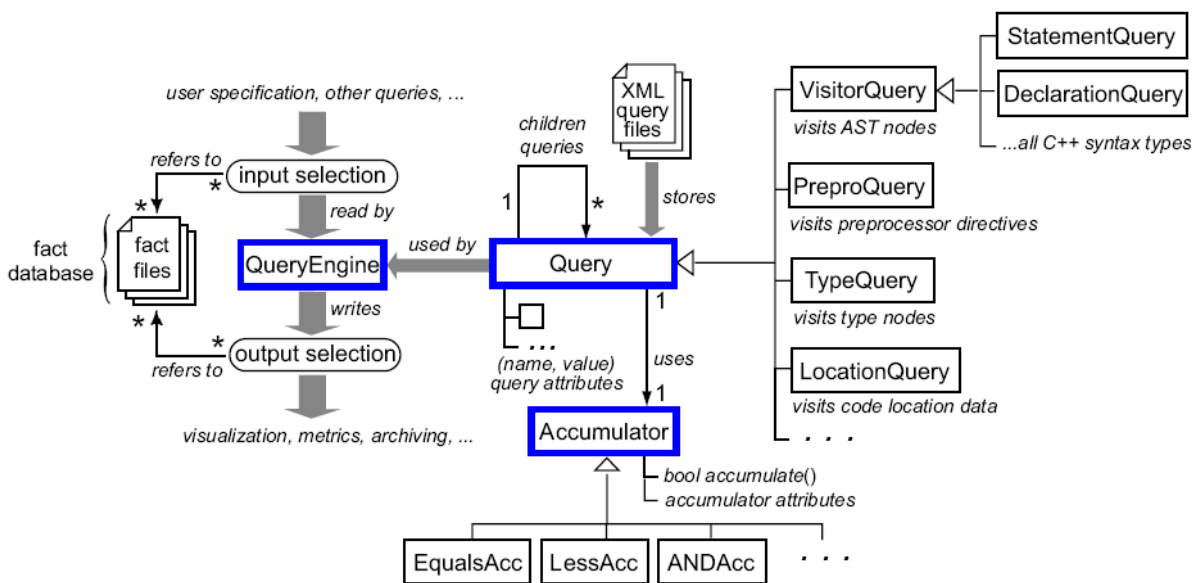 user specification, other queries, ...
refers to
*
input selection
*
read by
fact
database
fact
files
QueryEngine
used by
writes
*
*
output selection
refers to
visualization, metrics, archiving, ...
children
queries
1
*
XML
query
files
stores
Query
1
...
(name, value)
query attributes
uses
1
Accumulator
bool accumulate()
accumulator attributes
EqualsAcc
LessAcc
ANDAcc
. . .
VisitorQuery
visits AST nodes
StatementQuery
DeclarationQuery
...all C++ syntax types
PreproQuery
visits preprocessor directives
TypeQuery
visits type nodes
LocationQuery
visits code location data
. . .